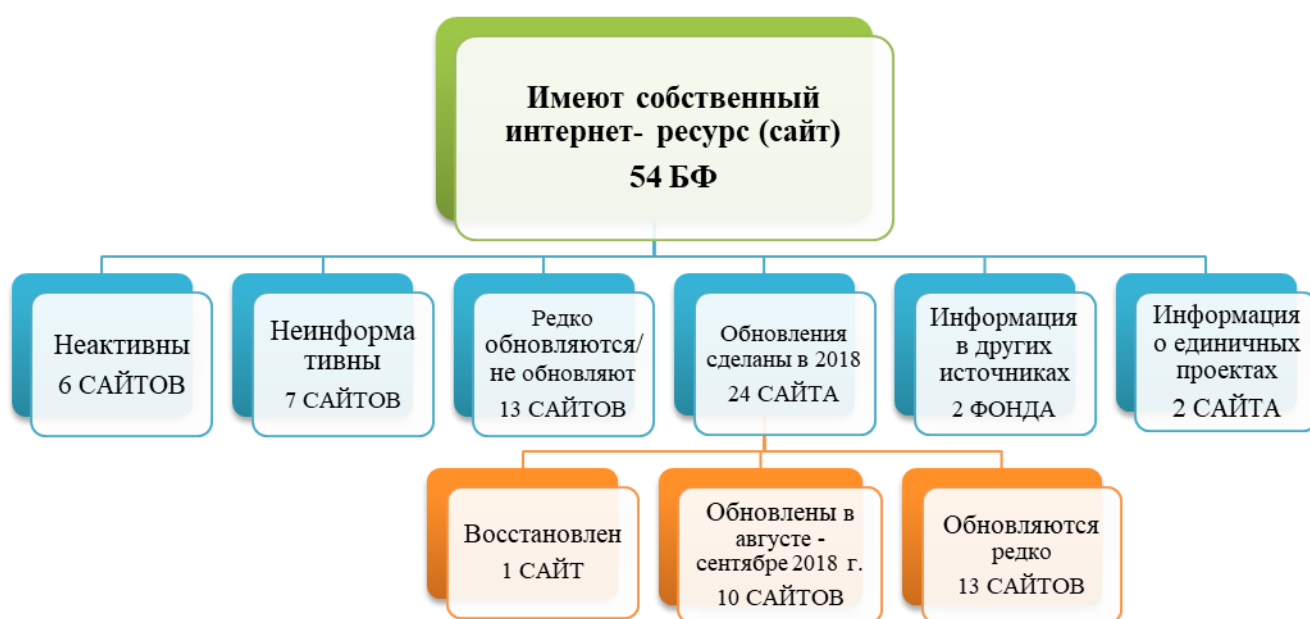 Имеют собственный
интернет- ресурс (сайт)
54 БФ
Неактивны
6 САЙТОВ
Неинформа
тивны
7 САЙТОВ
Редко
обновляются/
не обновляют
13 САЙТОВ
Обновления
сделаны в 2018
24 САЙТА
Информация
в других
источниках
2 ФОНДА
Информация
о единичных
проектах
2 САЙТА
Восстановлен
1 САЙТ
Обновлены в
августе -
сентябре 2018 г.
10 САЙТОВ
Обновляются
редко
13 САЙТОВ